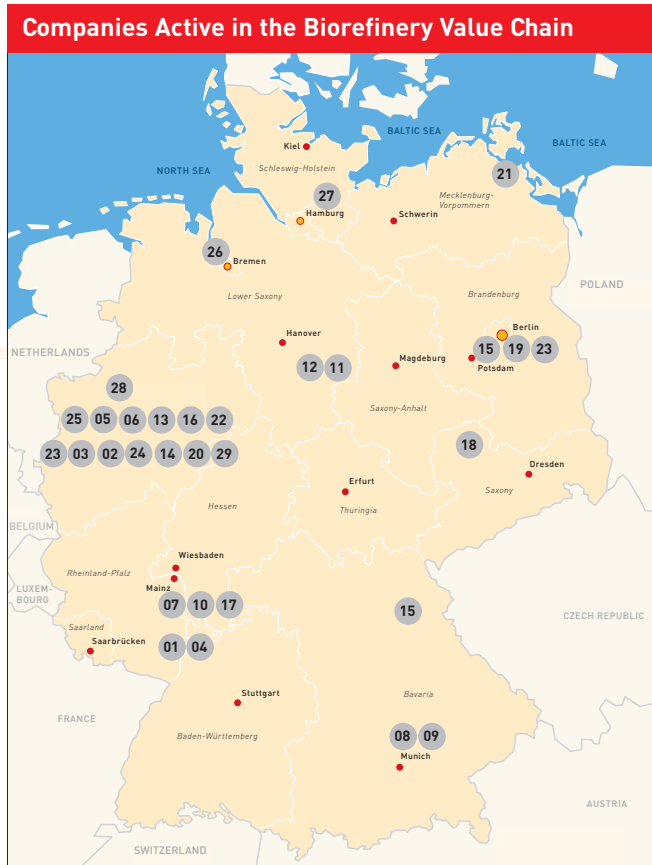 Companies Active in the Biorefinery Value Chain
BALTIC SEA
BALTIC SEA
Kiel
NORTH SEA
Schleswig-Holstein
21
27
Mecklenburg-
Vorpommern
Hamburg
Schwerin
26
Bremen
POLAND
Lower Saxony
Brandenburg
Berlin
Hanover
NETHERLANDS
15 19 23
Magdeburg
Potsdam
12 11
28
Saxony-Anhalt
25 05 06 13 16 22
18
23 03 02 24 14 20 29
Dresden
Erfurt
Saxony
Hessen
Thuringia
BELGIUM
Wiesbaden
Rheinland-Pfalz
Mainz
LUXEM-
BOURG
07 10 17
15
CZECH REPUBLIC
Saarland
Saarbrücken
01 04
Stuttgart
Bavaria
FRANCE
Baden-Württemberg
08 09
Munich
AUSTRIA
SWITZERLAND